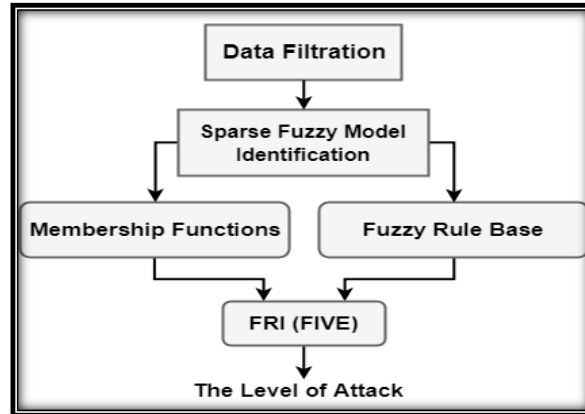 Data Filtration
Sparse Fuzzy Model
Identification
Membership Functions
Fuzzy Rule Base
FRI (FIVE)
The Level of Attack